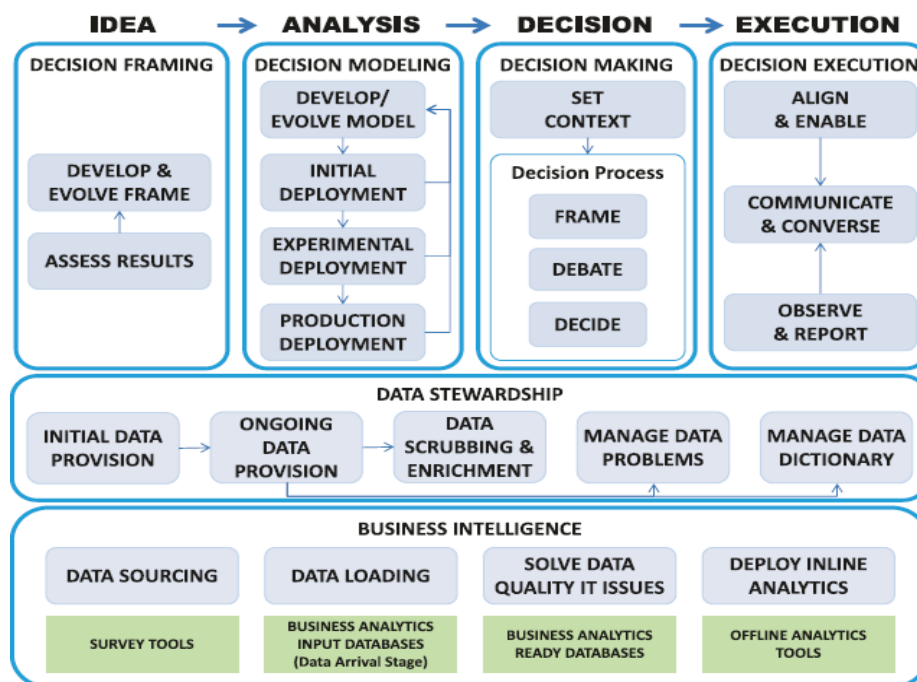 IDEA
ANALYSIS
DECISION
EXECUTION
DECISION FRAMING
DEVELOP &
EVOLVE FRAME
ASSESS RESULTS
DECISION MODELING
DEVELOP/
EVOLVE MODEL
INITIAL
DEPLOYMENT
EXPERIMENTAL
DEPLOYMENT
PRODUCTION
DEPLOYMENT
DECISION MAKING
SET
CONTEXT
Decision Process
FRAME
DEBATE
DECIDE
DECISION EXECUTION
ALIGN
& ENABLE
COMMUNICATE
& CONVERSE
OBSERVE
& REPORT
DATA STEWARDSHIP
INITIAL DATA
PROVISION
ONGOING
DATA
PROVISION
DATA
SCRUBBING &
ENRICHMENT
MANAGE DATA
PROBLEMS
MANAGE DATA
DICTIONARY
BUSINESS INTELLIGENCE
DATA SOURCING
DATA LOADING
SOLVE DATA
QUALITY IT ISSUES
DEPLOY INLINE
ANALYTICS
SURVEY TOOLS
BUSINESS ANALYTICS
INPUT DATABASES
(Data Arrival Stage)
BUSINESS ANALYTICS
READY DATABASES
OFFLINE ANALYTICS
TOOLS